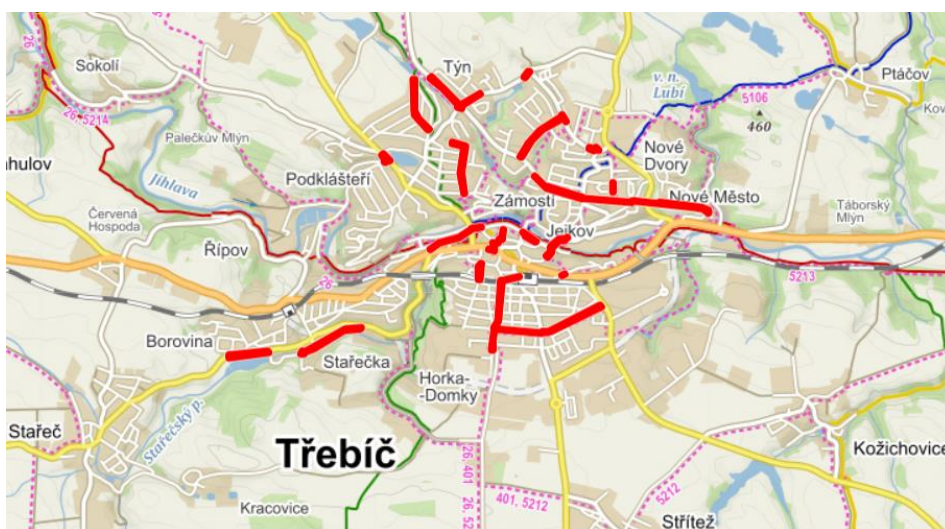 26
Sokolí
26, 5214
Týn
v. n.
Lubí
5106
Ptáčov
460
Palečkův Mlýn
ahulov
Jihlava
Podklášteří
Nové
Dvory
Zámostí
Nové Město
Červená
Hospoda
Řípov
Jejkov
Táborský
Mlýn
26
5213
Borovina
Stařečka
Horka-
-Domky
Stařeč
Stařečský p.
Třebíč
Kožichovice
26, 401
401, 5212
5212
Kracovice
Střítež